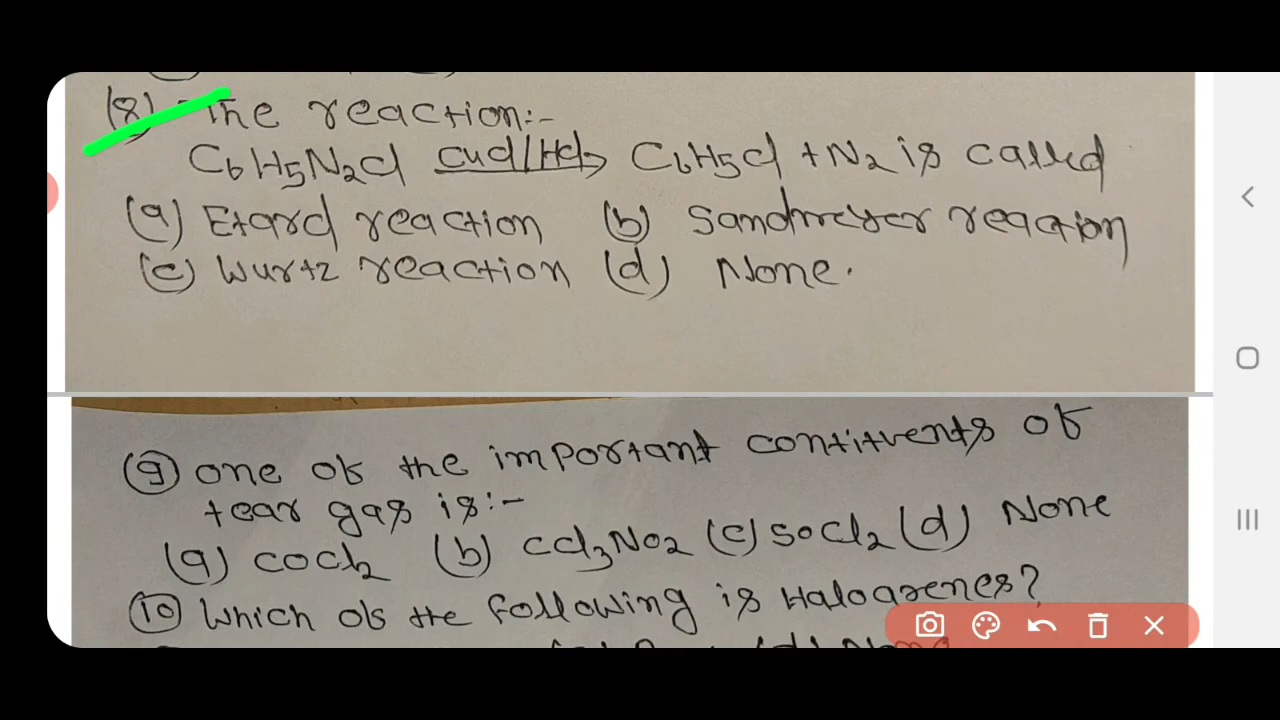 (8) The reaction:-
C6H5N2Cl CuCl/HCl→ C6H5Cl + N2 is called
(a) Etard reaction (b) Sandmeyer reaction
(c) Wurtz reaction (d) None.
(9) one of the important contituents of
tear gas is:-
(a) COCl2 (b) CCl3NO2 (c) SOCl2 (d) None
(10) Which of the following is Haloarenes?